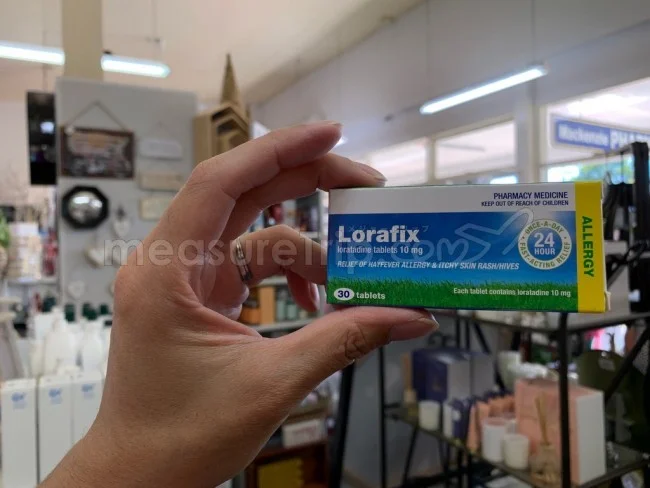 Mackenzie PHAR
PHARMACY MEDICINE
KEEP OUT OF REACH OF CHILDREN
Lorafix
loratadine tablets 10 mg
RELIEF OF HAYFEVER ALLERGY & ITCHY SKIN RASH/HIVES
ONCE-A-DAY
24
HOUR
FAST-ACTING RELIEF
ALLERGY
30 tablets
Each tablet contains loratadine 10 mg